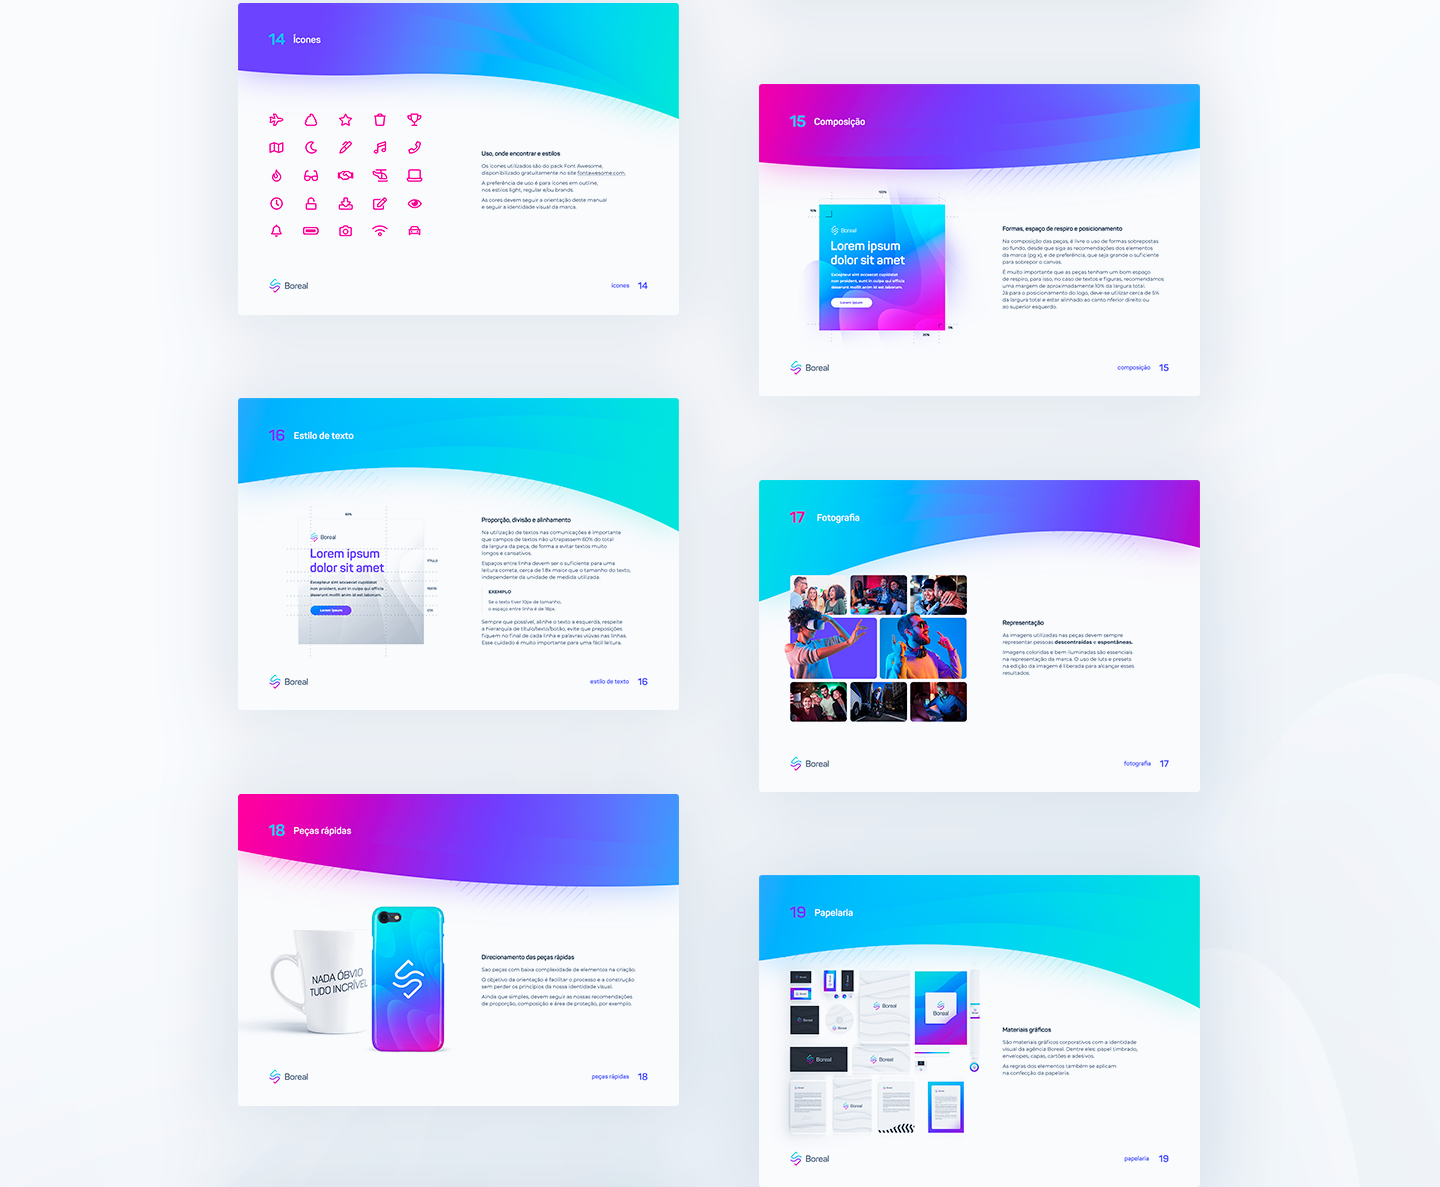 14 Ícones
Uso, onde encontrar e estilos
Os ícones utilizados são do pack Font Awesome,
disponibilizado gratuitamente no site fontawesome.com.
A preferência de uso é para ícones em outline,
nos estilos light, regular e/ou brands.
As cores devem seguir a orientação deste manual
e seguir a identidade visual da marca.
Boreal
ícones 14
15 Composição
100%
10%
Boreal
Lorem ipsum
dolor sit amet
Excepteur sint occaecat cupidatat
non proident, sunt in culpa qui officia
deserunt mollit anim id est laborum.
Lorem ipsum
5%
20%
Formas, espaço de respiro e posicionamento
Na composição das peças, é livre o uso de formas sobrepostas
ao fundo, desde que siga as recomendações dos elementos
da marca (pg x), e de preferência, que seja grande o suficiente
para sobrepor o canvas.
É muito importante que as peças tenham um bom espaço
de respiro, para isso, no caso de textos e figuras, recomendamos
uma margem de aproximadamente 10% da largura total.
Já para o posicionamento do logo, deve-se utilizar cerca de 5%
da largura total e estar alinhado ao canto nferior direito ou
ao superior esquerdo.
Boreal
composição 15
16 Estilo de texto
60%
Boreal
Lorem ipsum
dolor sit amet
Excepteur sint occaecat cupidatat
non proident, sunt in culpa qui officia
deserunt mollit anim id est laborum.
Lorem ipsum
TÍTULO
TEXTO
CTA
Proporção, divisão e alinhamento
Na utilização de textos nas comunicações é importante
que campos de textos não ultrapassem 60% do total
da largura da peça, de forma a evitar textos muito
longos e cansativos.
Espaços entre linha devem ser o suficiente para uma
leitura correta, cerca de 1.8x maior que o tamanho do texto,
independente da unidade de medida utilizada.
EXEMPLO
Se o texto tiver 10px de tamanho,
o espaço entre linha é de 18px.
Sempre que possível, alinhe o texto a esquerda, respeite
a hierarquia de título/texto/botão, evite que preposições
fiquem no final de cada linha e palavras viúvas nas linhas.
Esse cuidado é muito importante para uma fácil leitura.
Boreal
estilo de texto 16
17 Fotografia
Representação
As imagens utilizadas nas peças devem sempre
representar pessoas descontraídas e espontâneas.
Imagens coloridas e bem iluminadas são essenciais
na representação da marca. O uso de luts e presets
na edição da imagem é liberada para alcançar esses
resultados.
Boreal
fotografia 17
18 Peças rápidas
NADA ÓBVIO
TUDO INCRÍVEL
Direcionamento das peças rápidas
Sao peças com baixa complexidade de elementos na criação.
O objetivo da orientação é facilitar o processo e a construção
sem perder os princípios da nossa identidade visual.
Ainda que simples, devem seguir as nossas recomendações
de proporção, composição e área de proteção, por exemplo.
Boreal
peças rápidas 18
19 Papelaria
Boreal
Boreal
Boreal
Boreal
Boreal
Boreal
Boreal
Materiais gráficos
São materiais gráficos corporativos com a identidade
visual da agência Boreal. Dentre eles: papel timbrado,
envelopes, capas, cartões e adesivos.
As regras dos elementos também se aplicam
na confecção da papelaria.
Boreal
papelaria 19